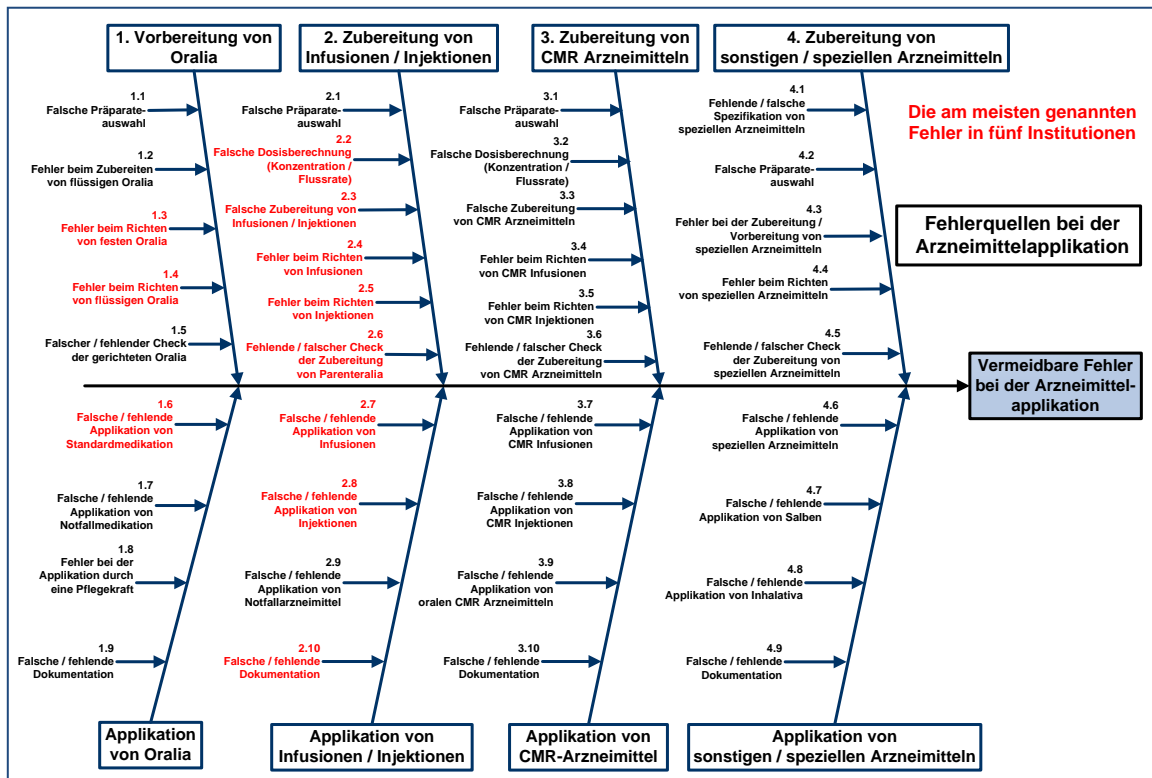 1. Vorbereitung von
Oralia
2. Zubereitung von
Infusionen / Injektionen
3. Zubereitung von
CMR Arzneimitteln
4. Zubereitung von
sonstigen / speziellen Arzneimitteln
Die am meisten genannten
Fehler in fünf Institutionen
Fehlerquellen bei der
Arzneimittelapplikation
Vermeidbare Fehler
bei der Arzneimittel-
applikation
1.1
Falsche Präparate-
auswahl
1.2
Fehler beim Zubereiten
von flüssigen Oralia
1.3
Fehler beim Richten
von festen Oralia
1.4
Fehler beim Richten
von flüssigen Oralia
1.5
Falscher / fehlender Check
der gerichteten Oralia
2.1
Falsche Präparate-
auswahl
2.2
Falsche Dosisberechnung
(Konzentration /
Flussrate)
2.3
Falsche Zubereitung von
Infusionen / Injektionen
2.4
Fehler beim Richten
von Infusionen
2.5
Fehler beim Richten
von Injektionen
2.6
Fehlende / falscher Check
der Zubereitung
von Parenteralia
3.1
Falsche Präparate-
auswahl
3.2
Falsche Dosisberechnung
(Konzentration /
Flussrate)
3.3
Falsche Zubereitung
von CMR Arzneimitteln
3.4
Fehler beim Richten
von CMR Infusionen
3.5
Fehler beim Richten
von CMR Injektionen
3.6
Fehlende / falscher Check
der Zubereitung
von CMR Arzneimitteln
4.1
Fehlende / falsche
Spezifikation von
speziellen Arzneimitteln
4.2
Falsche Präparate-
auswahl
4.3
Fehler bei der Zubereitung /
Vorbereitung von
speziellen Arzneimitteln
4.4
Fehler beim Richten
von speziellen Arzneimitteln
4.5
Fehlende / falscher Check
der Zubereitung von
speziellen Arzneimitteln
1.6
Falsche / fehlende
Applikation von
Standardmedikation
1.7
Falsche / fehlende
Applikation von
Notfallmedikation
1.8
Fehler bei der
Applikation durch
eine Pflegekraft
1.9
Falsche / fehlende
Dokumentation
2.7
Falsche / fehlende
Applikation von
Infusionen
2.8
Falsche / fehlende
Applikation von
Injektionen
2.9
Falsche / fehlende
Applikation von
Notfallarzneimittel
2.10
Falsche / fehlende
Dokumentation
3.7
Falsche / fehlende
Applikation von
CMR Infusionen
3.8
Falsche / fehlende
Applikation von
CMR Injektionen
3.9
Falsche / fehlende
Applikation von
oralen CMR Arzneimitteln
3.10
Falsche / fehlende
Dokumentation
4.6
Falsche / fehlende
Applikation von
speziellen Arzneimitteln
4.7
Falsche / fehlende
Applikation von Salben
4.8
Falsche / fehlende
Applikation von Inhalativa
4.9
Falsche / fehlende
Dokumentation
Applikation
von Oralia
Applikation von
Infusionen / Injektionen
Applikation von
CMR-Arzneimittel
Applikation von
sonstigen / speziellen Arzneimitteln